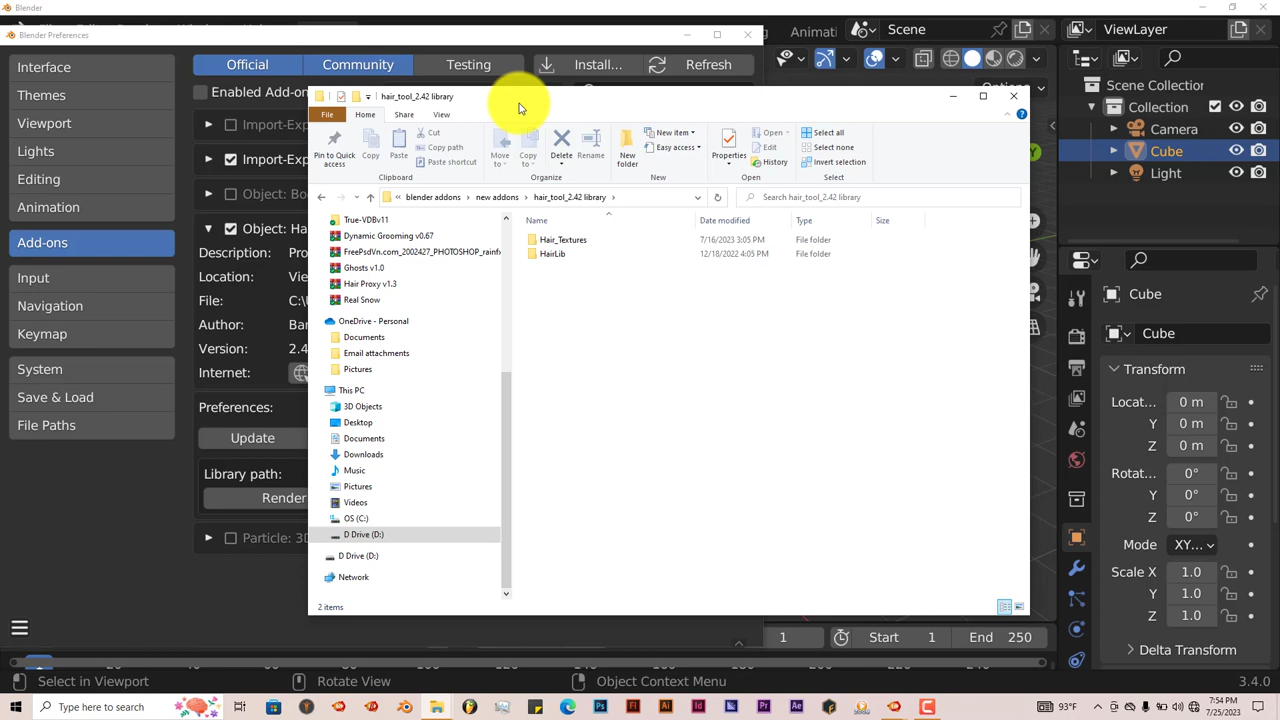 Blender
Blender Preferences
Animati
Scene
ViewLayer
Interface
Themes
Viewport
Lights
Editing
Animation
Add-ons
Input
Navigation
Keymap
System
Save & Load
File Paths
Official
Community
Testing
Install...
Refresh
Enabled Add-on
Import-Exp
Import-Exp
Object: Bo
Object: Ha
Description: Pro
Location: View
File: C:\U
Author: Bar
Version: 2.4
Internet:
Preferences:
Update
Library path:
Render
Particle: 3D
hair_tool_2.42 library
File
Home
Share
View
Pin to Quick access
Copy
Paste
Cut
Copy path
Paste shortcut
Clipboard
Move to
Copy to
Delete
Rename
Organize
New folder
New item
Easy access
New
Properties
Open
Edit
History
Open
Select all
Select none
Invert selection
Select
« blender addons › new addons › hair_tool_2.42 library ›
Search hair_tool_2.42 library
True-VDBv11
Dynamic Grooming v0.67
FreePsdVn.com_2002427_PHOTOSHOP_rainfx
Ghosts v1.0
Hair Proxy v1.3
Real Snow
OneDrive - Personal
Documents
Email attachments
Pictures
This PC
3D Objects
Desktop
Documents
Downloads
Music
Pictures
Videos
OS (C:)
D Drive (D:)
D Drive (D:)
Network
Name Date modified Type Size
Hair_Textures 7/16/2023 3:05 PM File folder
HairLib 12/18/2022 4:05 PM File folder
2 items
Options
Scene Collection
Collection
Camera
Cube
Light
Cube
Cube
Transform
Locat... 0 m
Y 0 m
Z 0 m
Rotat... 0°
Y 0°
Z 0°
Mode XY...
Scale X 1.0
Y 1.0
Z 1.0
Delta Transform
1 Start 1 End 250
Select in Viewport
Rotate View
Object Context Menu
3.4.0
Type here to search
93°F
7:54 PM
7/25/2023